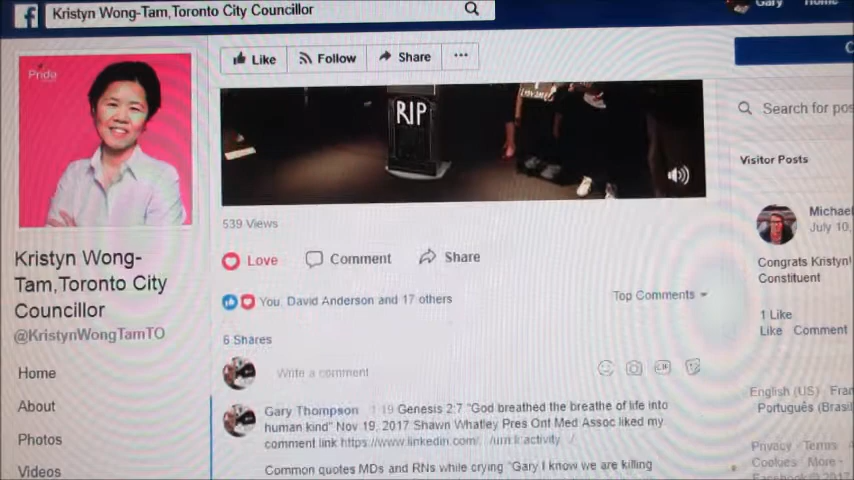 Kristyn Wong-Tam,Toronto City Councillor
Gary Home
Pride
Like Follow Share ...
RIP
Search for pos
Visitor Posts
539 Views
Michael
July 10,
Kristyn Wong-
Tam,Toronto City
Councillor
@KristynWongTamTO
Love Comment Share
Congrats Kristyn!
Constituent
You, David Anderson and 17 others
Top Comments
1 Like
Like Comment
6 Shares
Write a comment
GIF
Home
About
Photos
Videos
Gary Thompson 1:19 Genesis 2:7 "God breathed the breathe of life into
human kind" Nov 19, 2017 Shawn Whatley Pres Ont Med Assoc liked my
comment link https://www.linkedin.com/
Common quotes MDs and RNs while crying "Gary I know we are killing
English (US) Fran
Português (Brasil
Privacy Terms
Cookies More
Facebook © 2017